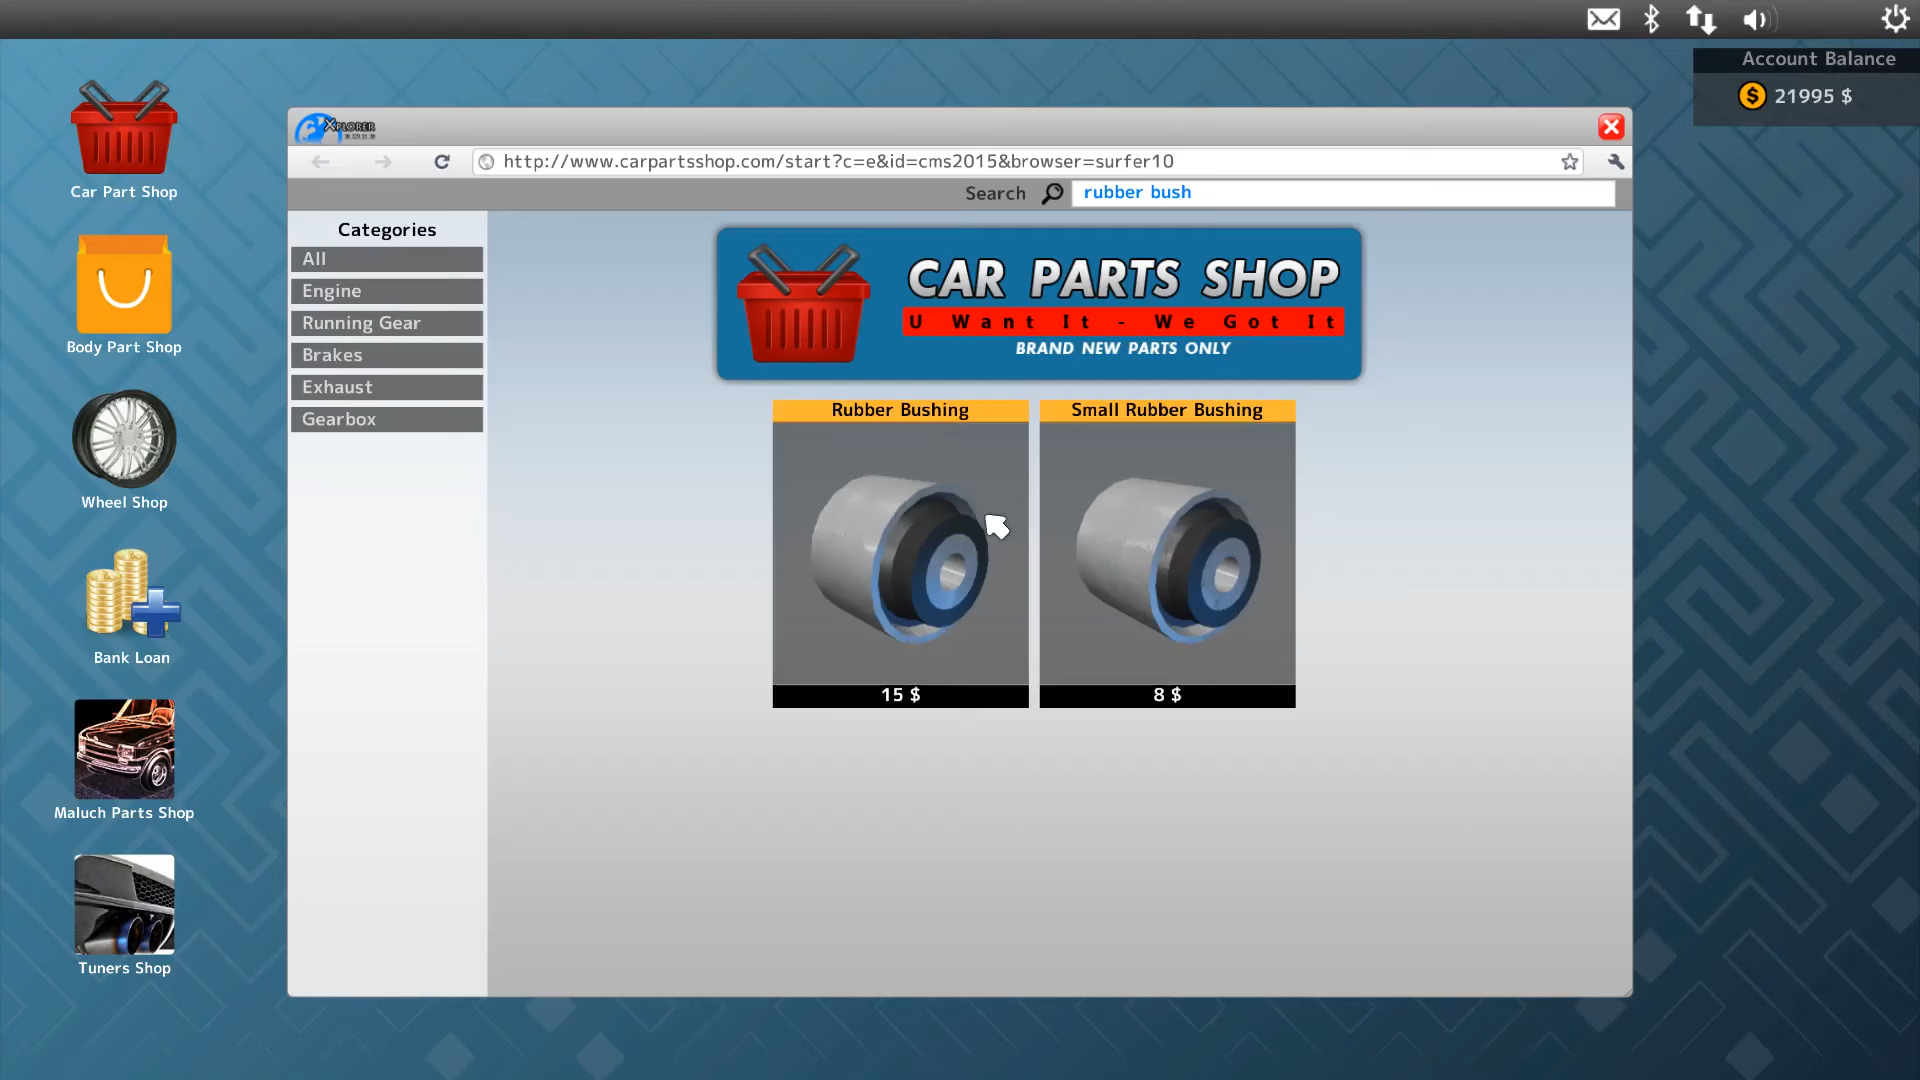 Account Balance
21995 $
Car Part Shop
Body Part Shop
Wheel Shop
Bank Loan
Maluch Parts Shop
Tuners Shop
XPLORER
http://www.carpartsshop.com/start?c=e&id=cms2015&browser=surfer10
Search rubber bush
Categories
All
Engine
Running Gear
Brakes
Exhaust
Gearbox
CAR PARTS SHOP
U Want It - We Got It
BRAND NEW PARTS ONLY
Rubber Bushing
15 $
Small Rubber Bushing
8 $